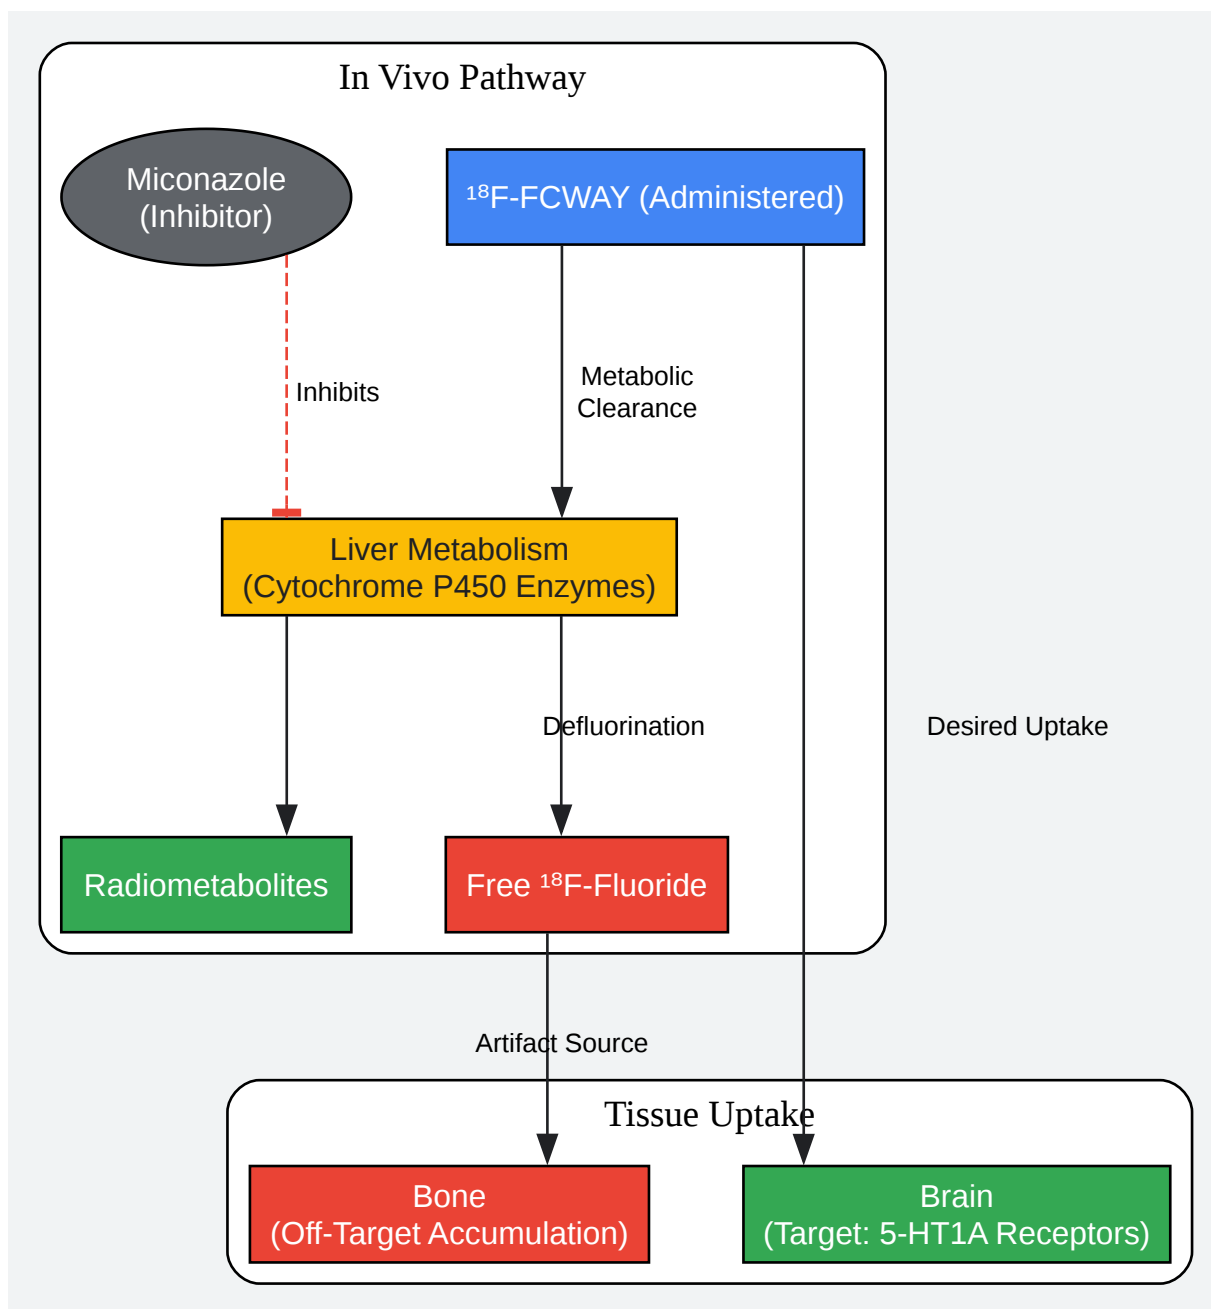 In Vivo Pathway
Miconazole
(Inhibitor)
¹⁸F-FCWAY (Administered)
Inhibits
Metabolic
Clearance
Liver Metabolism
(Cytochrome P450 Enzymes)
Defluorination
Desired Uptake
Radiometabolites
Free ¹⁸F-Fluoride
Artifact Source
Tissue Uptake
Bone
(Off-Target Accumulation)
Brain
(Target: 5-HT1A Receptors)